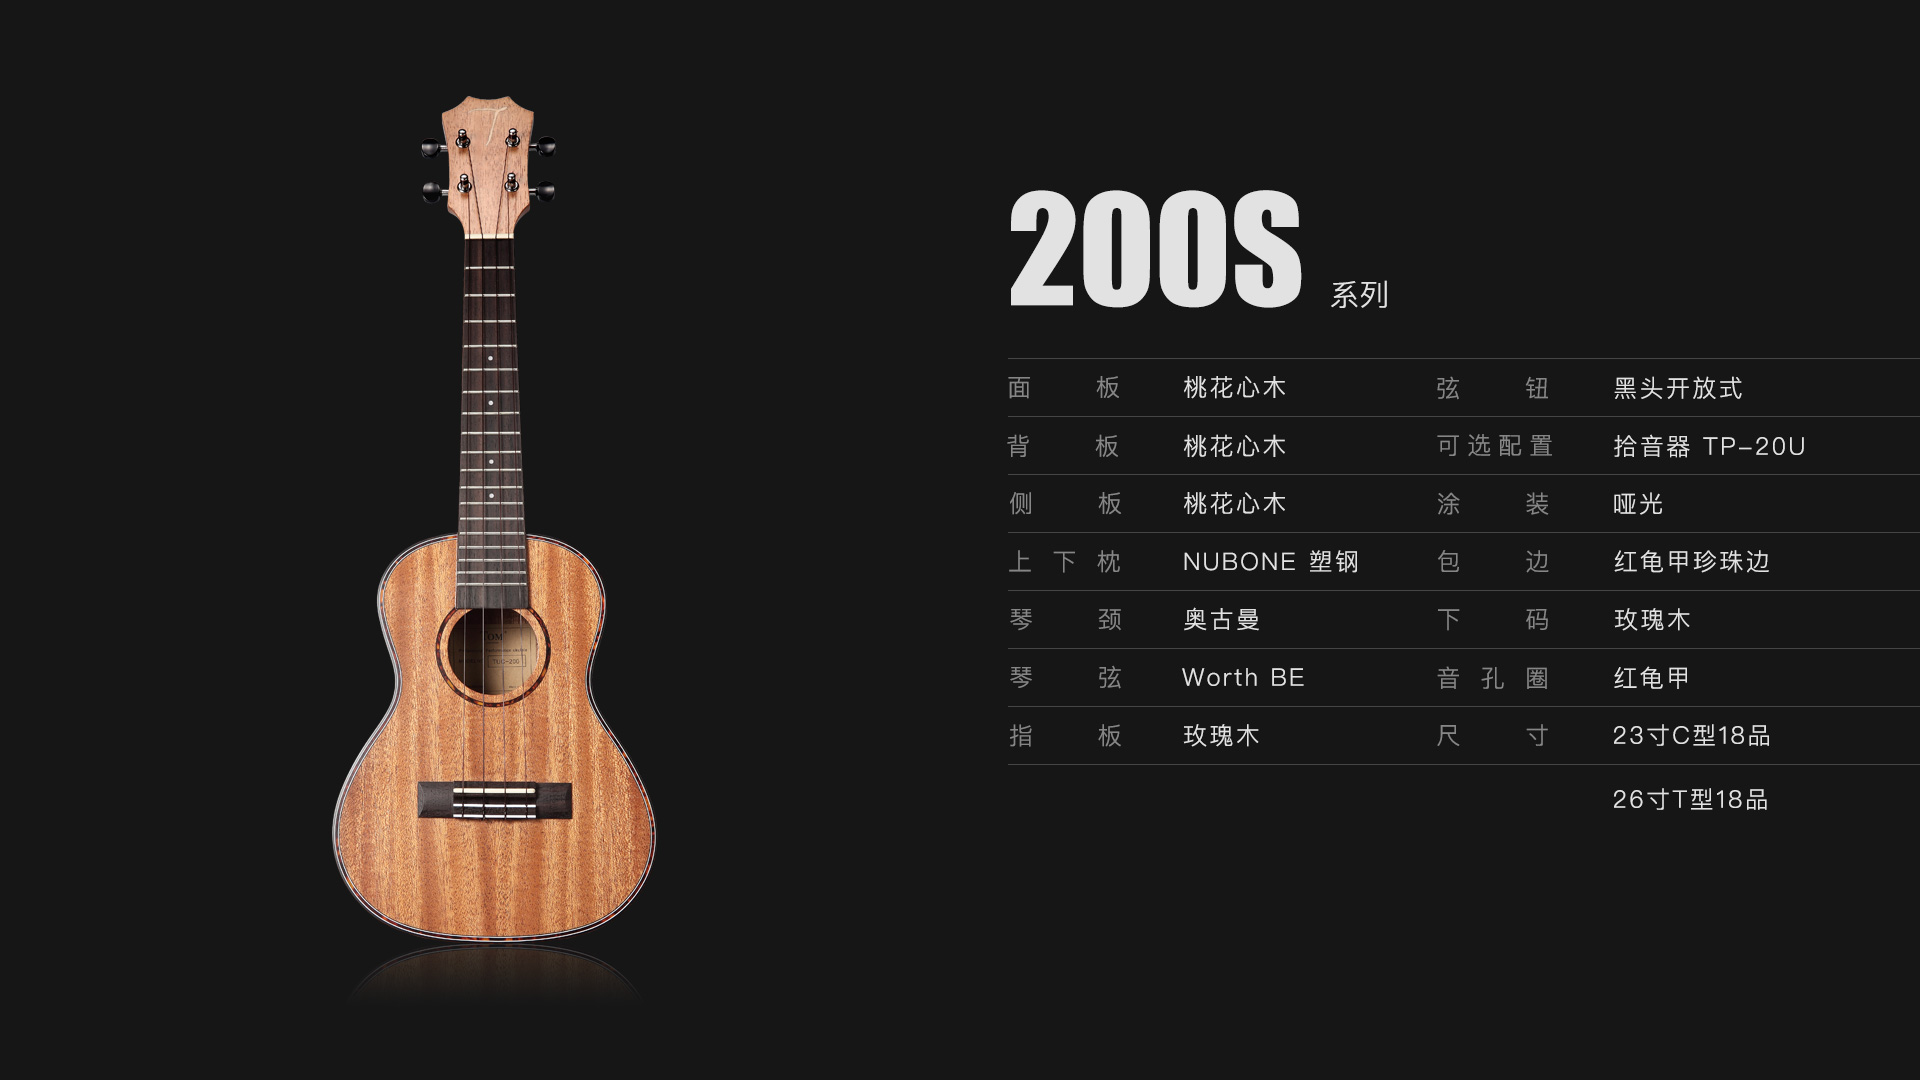 200S 系列
面板 桃花心木 弦钮 黑头开放式
背板 桃花心木 可选配置 拾音器 TP-20U
侧板 桃花心木 涂装 哑光
上下枕 NUBONE 塑钢 包边 红龟甲珍珠边
琴颈 奥古曼 下码 玫瑰木
琴弦 Worth BE 音孔圈 红龟甲
指板 玫瑰木 尺寸 23寸C型18品
26寸T型18品
TOM
TUC-200